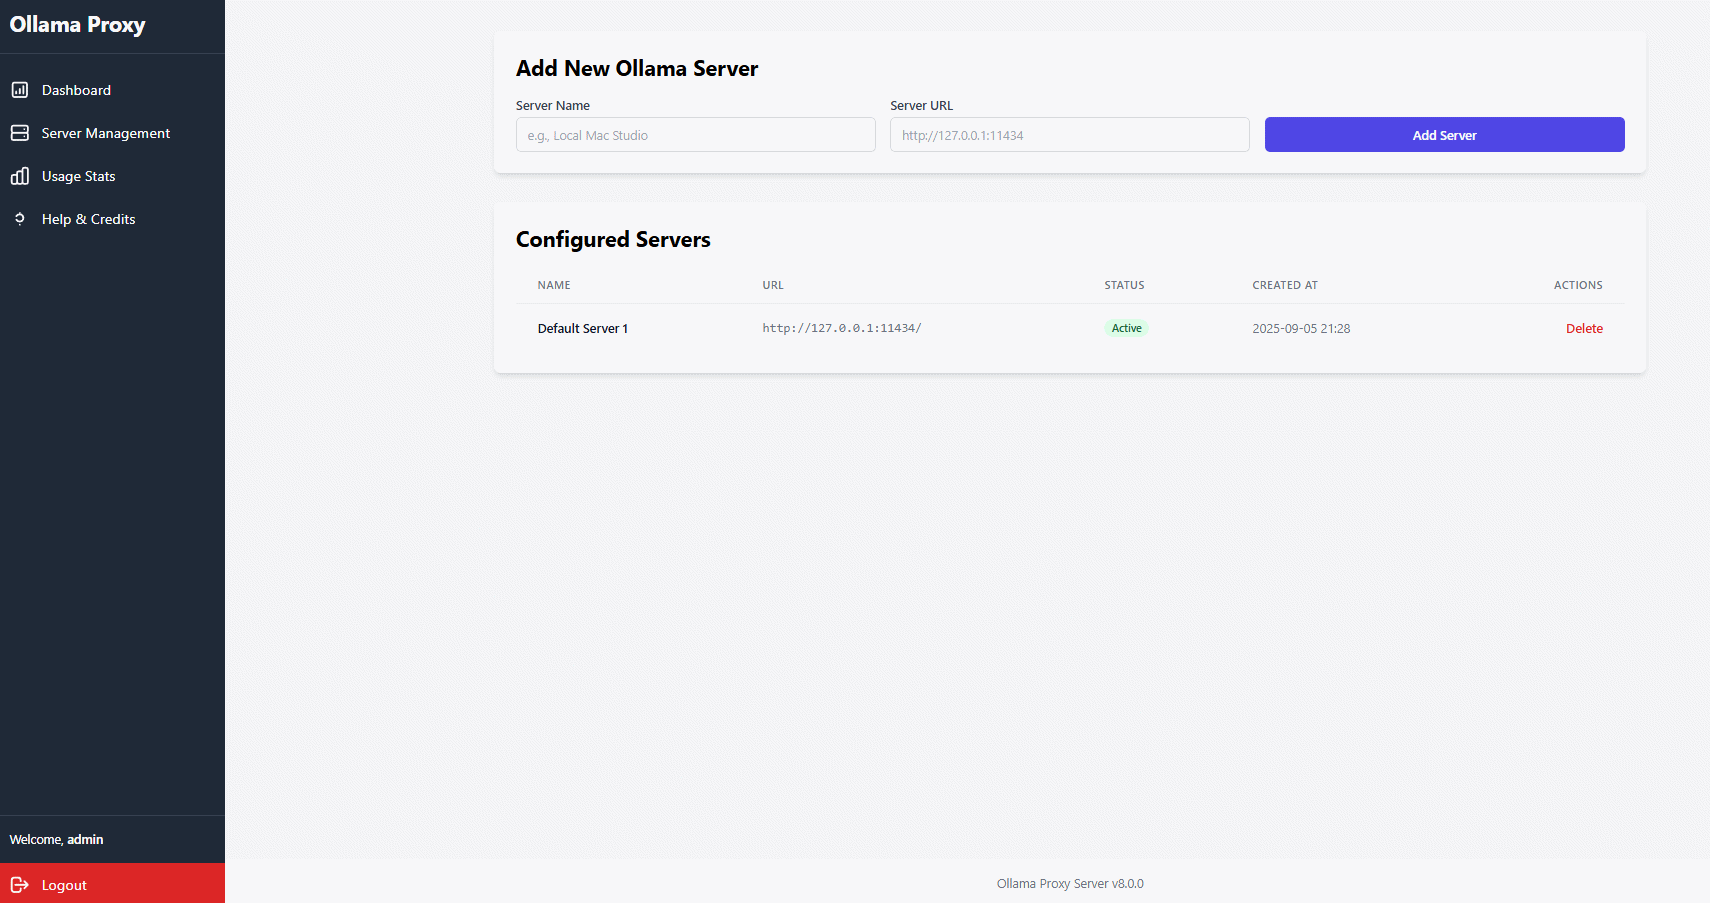 Ollama Proxy
Dashboard
Server Management
Usage Stats
Help & Credits
Welcome, admin
Logout
Add New Ollama Server
Server Name Server URL
e.g., Local Mac Studio http://127.0.0.1:11434 Add Server
Configured Servers
NAME URL STATUS CREATED AT ACTIONS
Default Server 1 http://127.0.0.1:11434/ Active 2025-09-05 21:28 Delete
Ollama Proxy Server v8.0.0